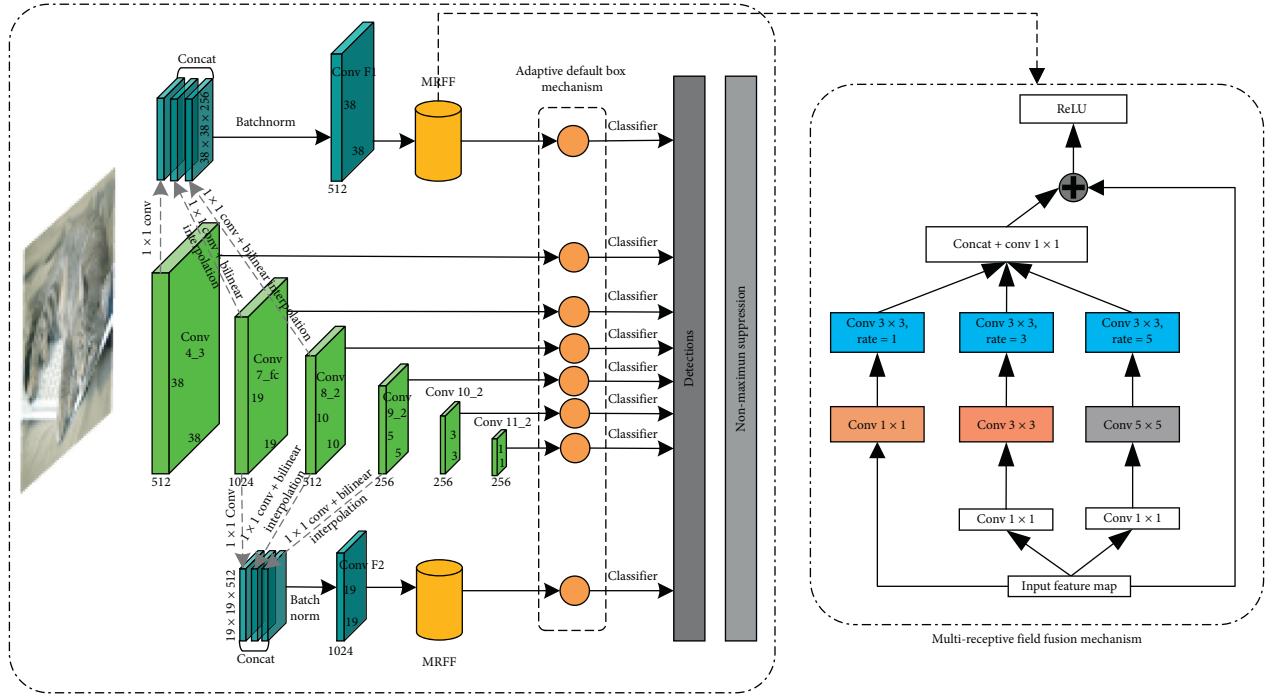 Concat
38 × 38 × 256
Batchnorm
Conv F1
38
38
512
MRFF
Adaptive default box
mechanism
Classifier
1 × 1 conv
1 × 1 conv + bilinear
interpolation
1 × 1 conv + bilinear interpolation
Classifier
Classifier
Classifier
Classifier
Classifier
Classifier
Conv
4_3
38
38
512
Conv
7_fc
19
19
1024
Conv
8_2
10
10
512
Conv
9_2
5
5
256
Conv 10_2
3
3
256
Conv 11_2
1
1
256
1 × 1 Conv
1 × 1 conv + bilinear
interpolation
1 × 1 conv + bilinear
interpolation
19 × 19 × 512
Concat
Batch
norm
Conv F2
19
19
1024
MRFF
Classifier
Detections
Non-maximun suppression
ReLU
Concat + conv 1 × 1
Conv 3 × 3,
rate = 1
Conv 3 × 3,
rate = 3
Conv 3 × 3,
rate = 5
Conv 1 × 1
Conv 3 × 3
Conv 5 × 5
Conv 1 × 1
Conv 1 × 1
Input feature map
Multi-receptive field fusion mechanism